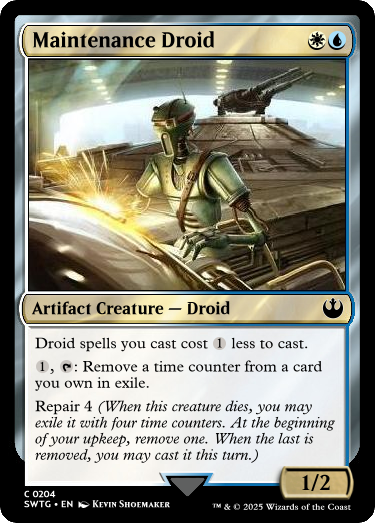 Maintenance Droid
Artifact Creature — Droid
Droid spells you cast cost 1 less to cast.
1, : Remove a time counter from a card
you own in exile.
Repair 4 (When this creature dies, you may
exile it with four time counters. At the beginning
of your upkeep, remove one. When the last is
removed, you may cast it this turn.)
1/2
C 0204
SWTG • EN Kevin Shoemaker
™ & © 2025 Wizards of the Coast